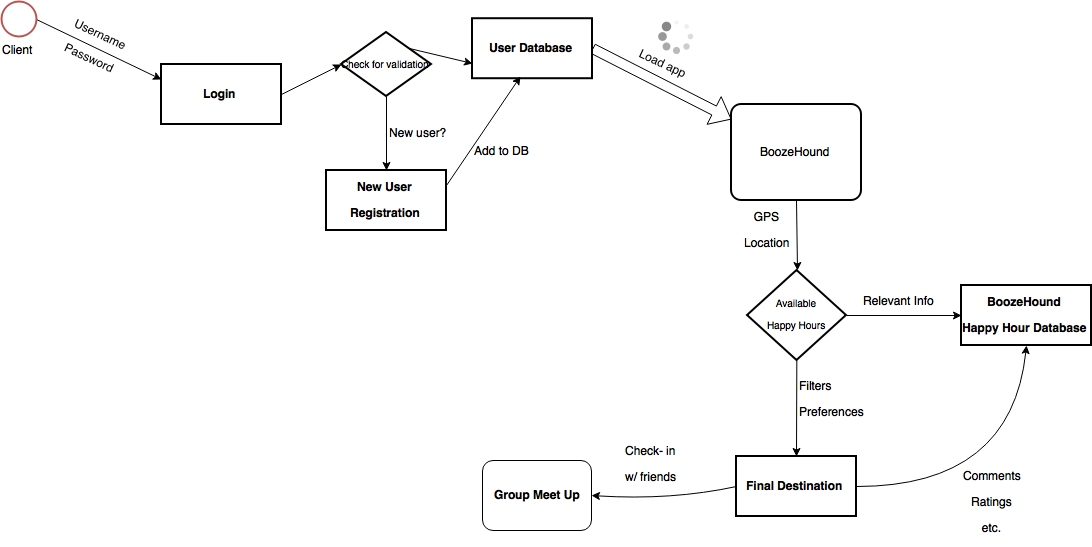 Client
Username
Password
Login
Check for validation
User Database
Load app
New user?
Add to DB
New User
Registration
BoozeHound
GPS
Location
Available
Happy Hours
Relevant Info
BoozeHound
Happy Hour Database
Filters
Preferences
Check- in
w/ friends
Group Meet Up
Final Destination
Comments
Ratings
etc.